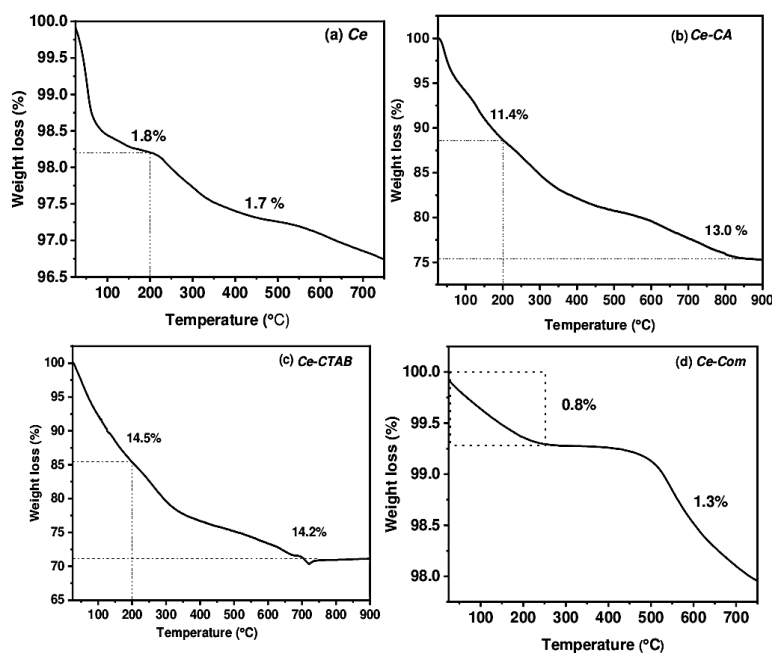 (a) Ce
100.0
99.5
99.0
98.5
98.0
97.5
97.0
96.5
1.8%
1.7 %
100 200 300 400 500 600 700
Temperature (°C)
Weight loss (%)
(b) Ce-CA
100
95
90
85
80
75
11.4%
13.0 %
100 200 300 400 500 600 700 800 900
Temperature (°C)
Weight loss (%)
(c) Ce-CTAB
100
95
90
85
80
75
70
65
14.5%
14.2%
100 200 300 400 500 600 700 800 900
Temperature (°C)
Weight loss (%)
(d) Ce-Com
100.0
99.5
99.0
98.5
98.0
0.8%
1.3%
100 200 300 400 500 600 700
Temperature (°C)
Weight loss (%)